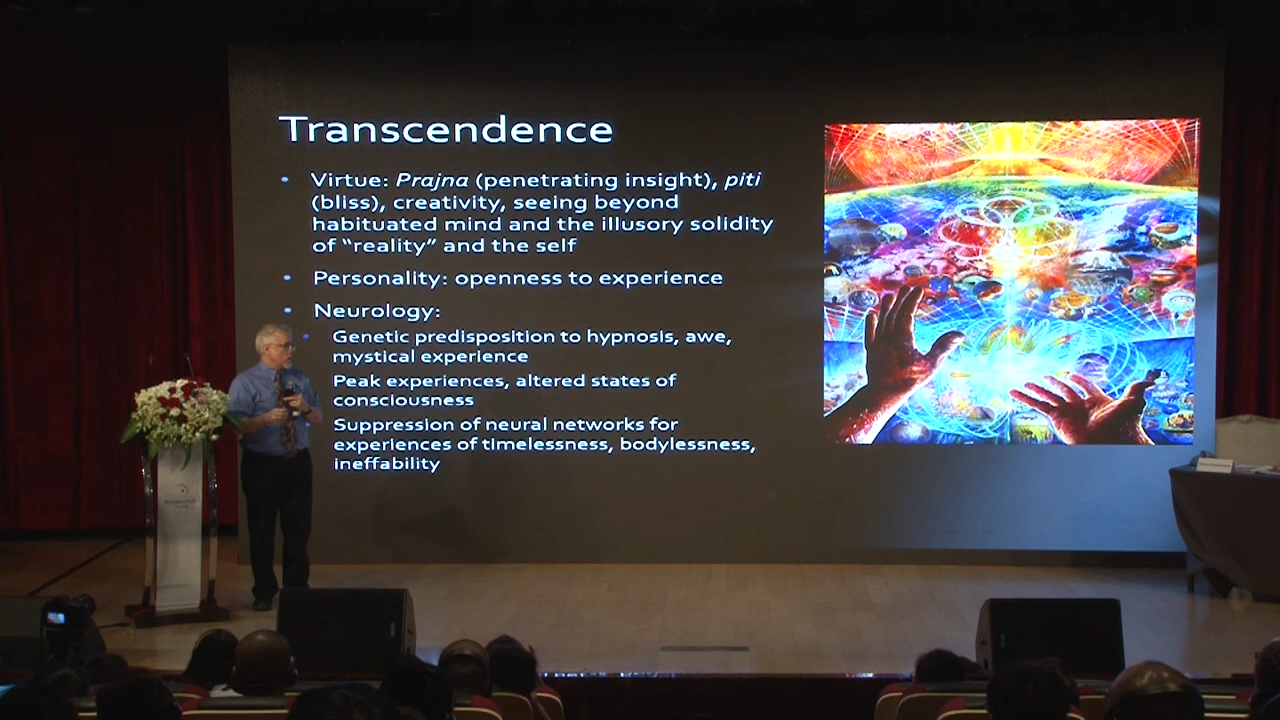 Transcendence
• Virtue: Prajna (penetrating insight), piti
(bliss), creativity, seeing beyond
habituated mind and the illusory solidity
of “reality” and the self
• Personality: openness to experience
• Neurology:
• Genetic predisposition to hypnosis, awe,
mystical experience
Peak experiences, altered states of
consciousness
Suppression of neural networks for
experiences of timelessness, bodylessness,
ineffability